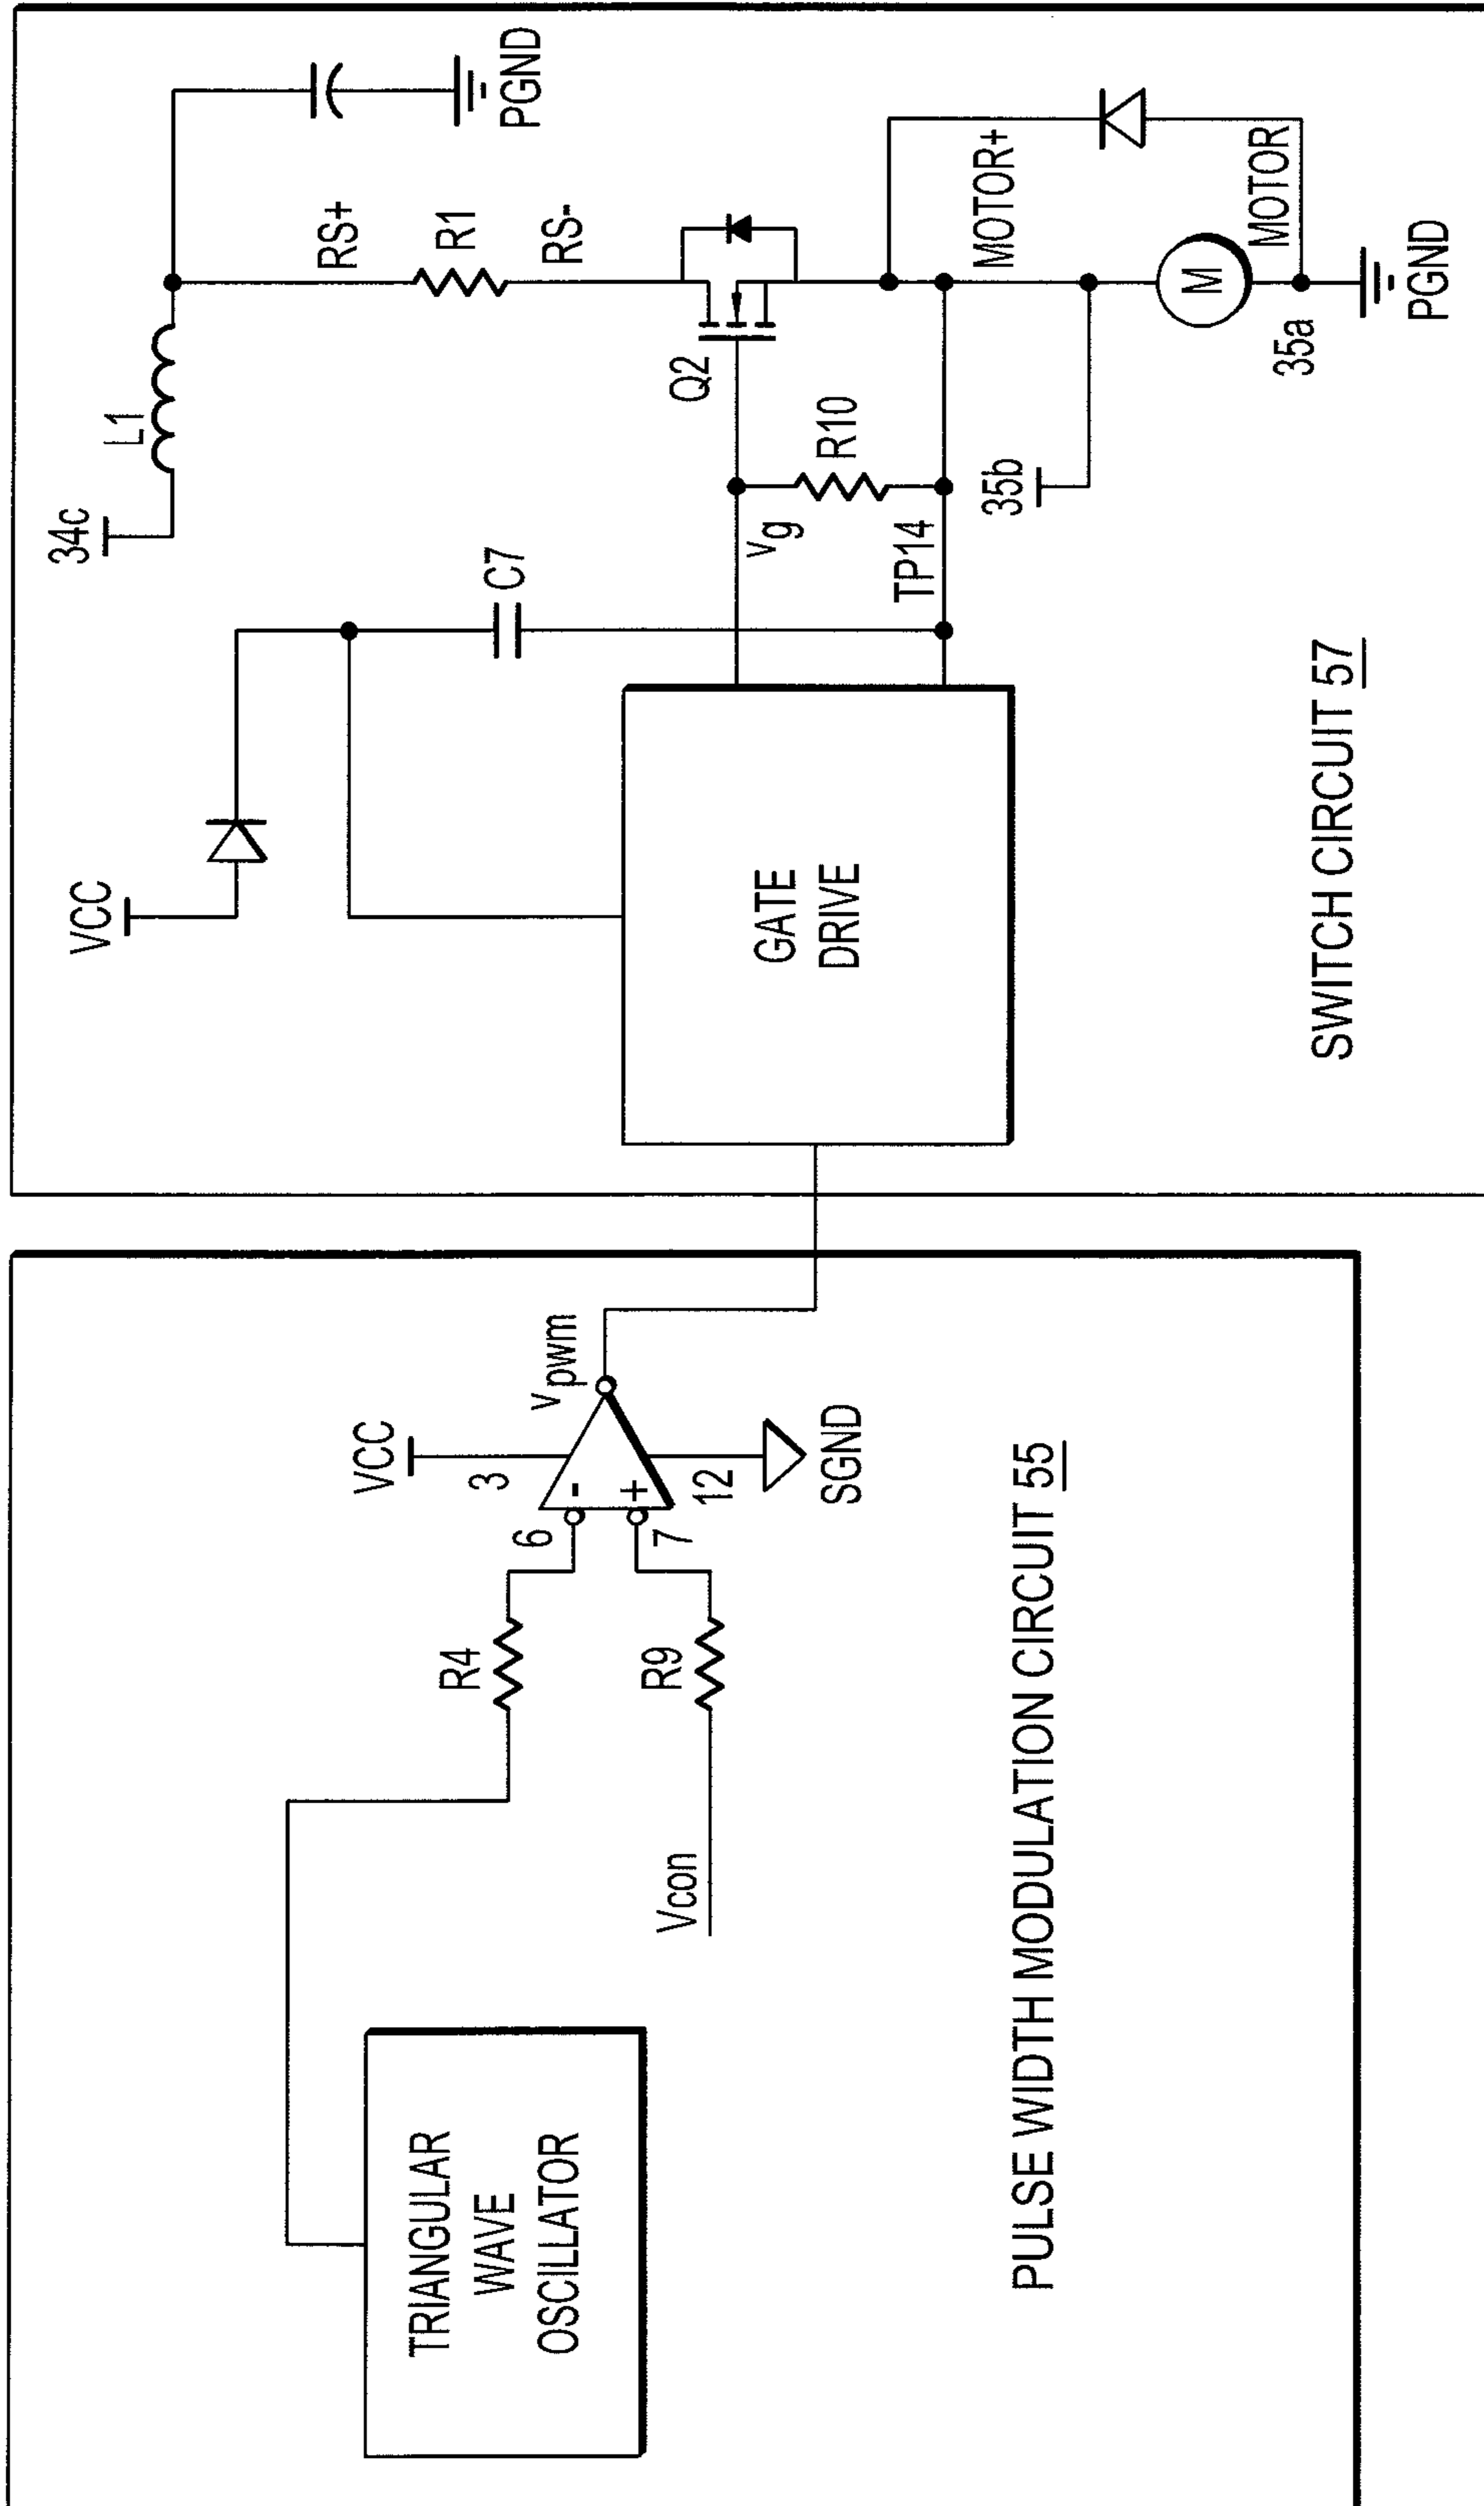 TRIANGULAR
WAVE
OSCILLATOR
Vcon
R4
R9
6
7
-
+
3
12
VCC
SGND
Vpwm
PULSE WIDTH MODULATION CIRCUIT 55
VCC
GATE
DRIVE
C7
34c
L1
Vg
R10
TP14
Q2
RS+
R1
RS-
PGND
35b
MOTOR+
M
MOTOR
35a
PGND
SWITCH CIRCUIT 57